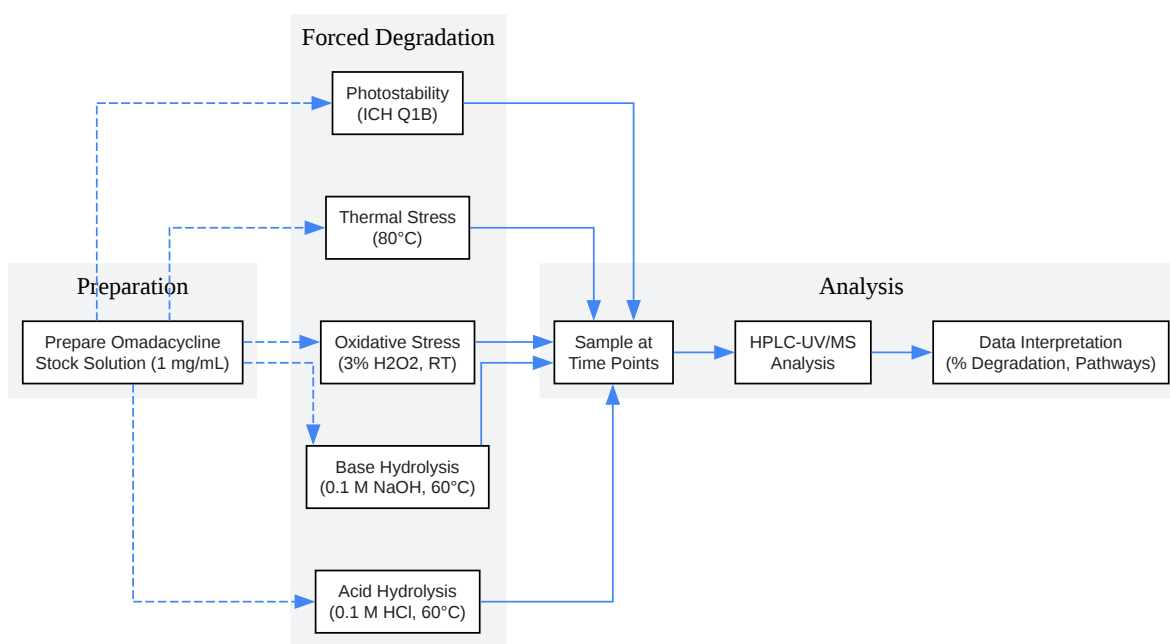 Forced Degradation
Photostability
(ICH Q1B)
Thermal Stress
(80°C)
Preparation
Analysis
Prepare Omadacycline
Stock Solution (1 mg/mL)
Oxidative Stress
(3% H2O2, RT)
Sample at
Time Points
HPLC-UV/MS
Analysis
Data Interpretation
(% Degradation, Pathways)
Base Hydrolysis
(0.1 M NaOH, 60°C)
Acid Hydrolysis
(0.1 M HCl, 60°C)